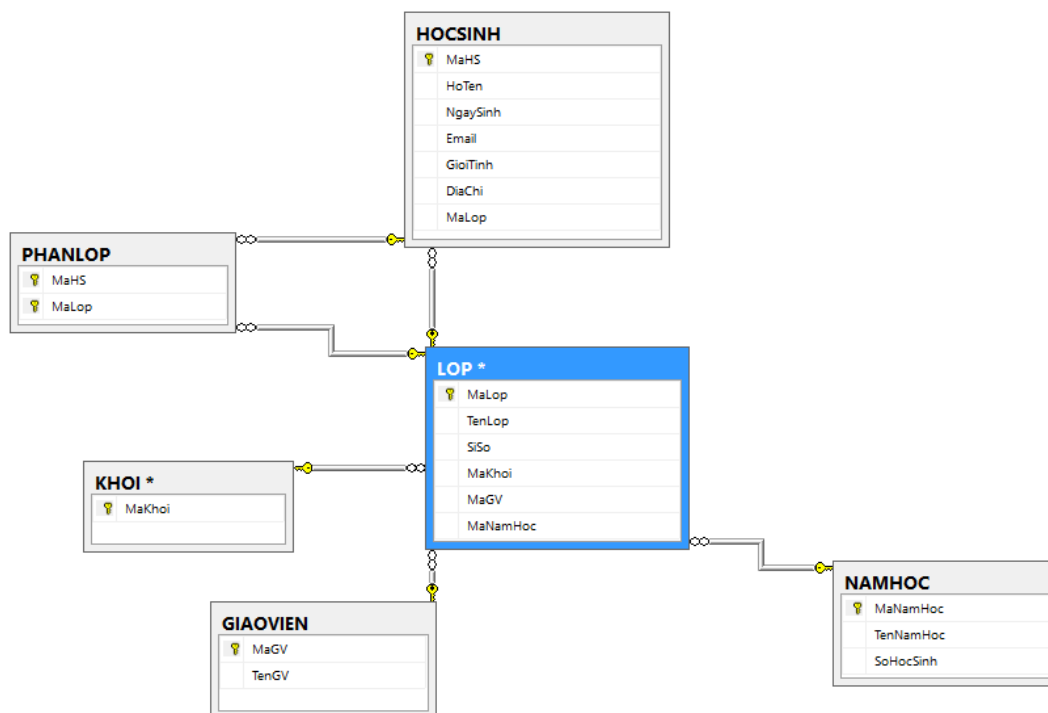 HOCSINH
MaHS
HoTen
NgaySinh
Email
GioiTinh
DiaChi
MaLop
PHANLOP
MaHS
MaLop
LOP *
MaLop
TenLop
SiSo
MaKhoi
MaGV
MaNamHoc
KHOI *
MaKhoi
GIAOVIEN
MaGV
TenGV
NAMHOC
MaNamHoc
TenNamHoc
SoHocSinh